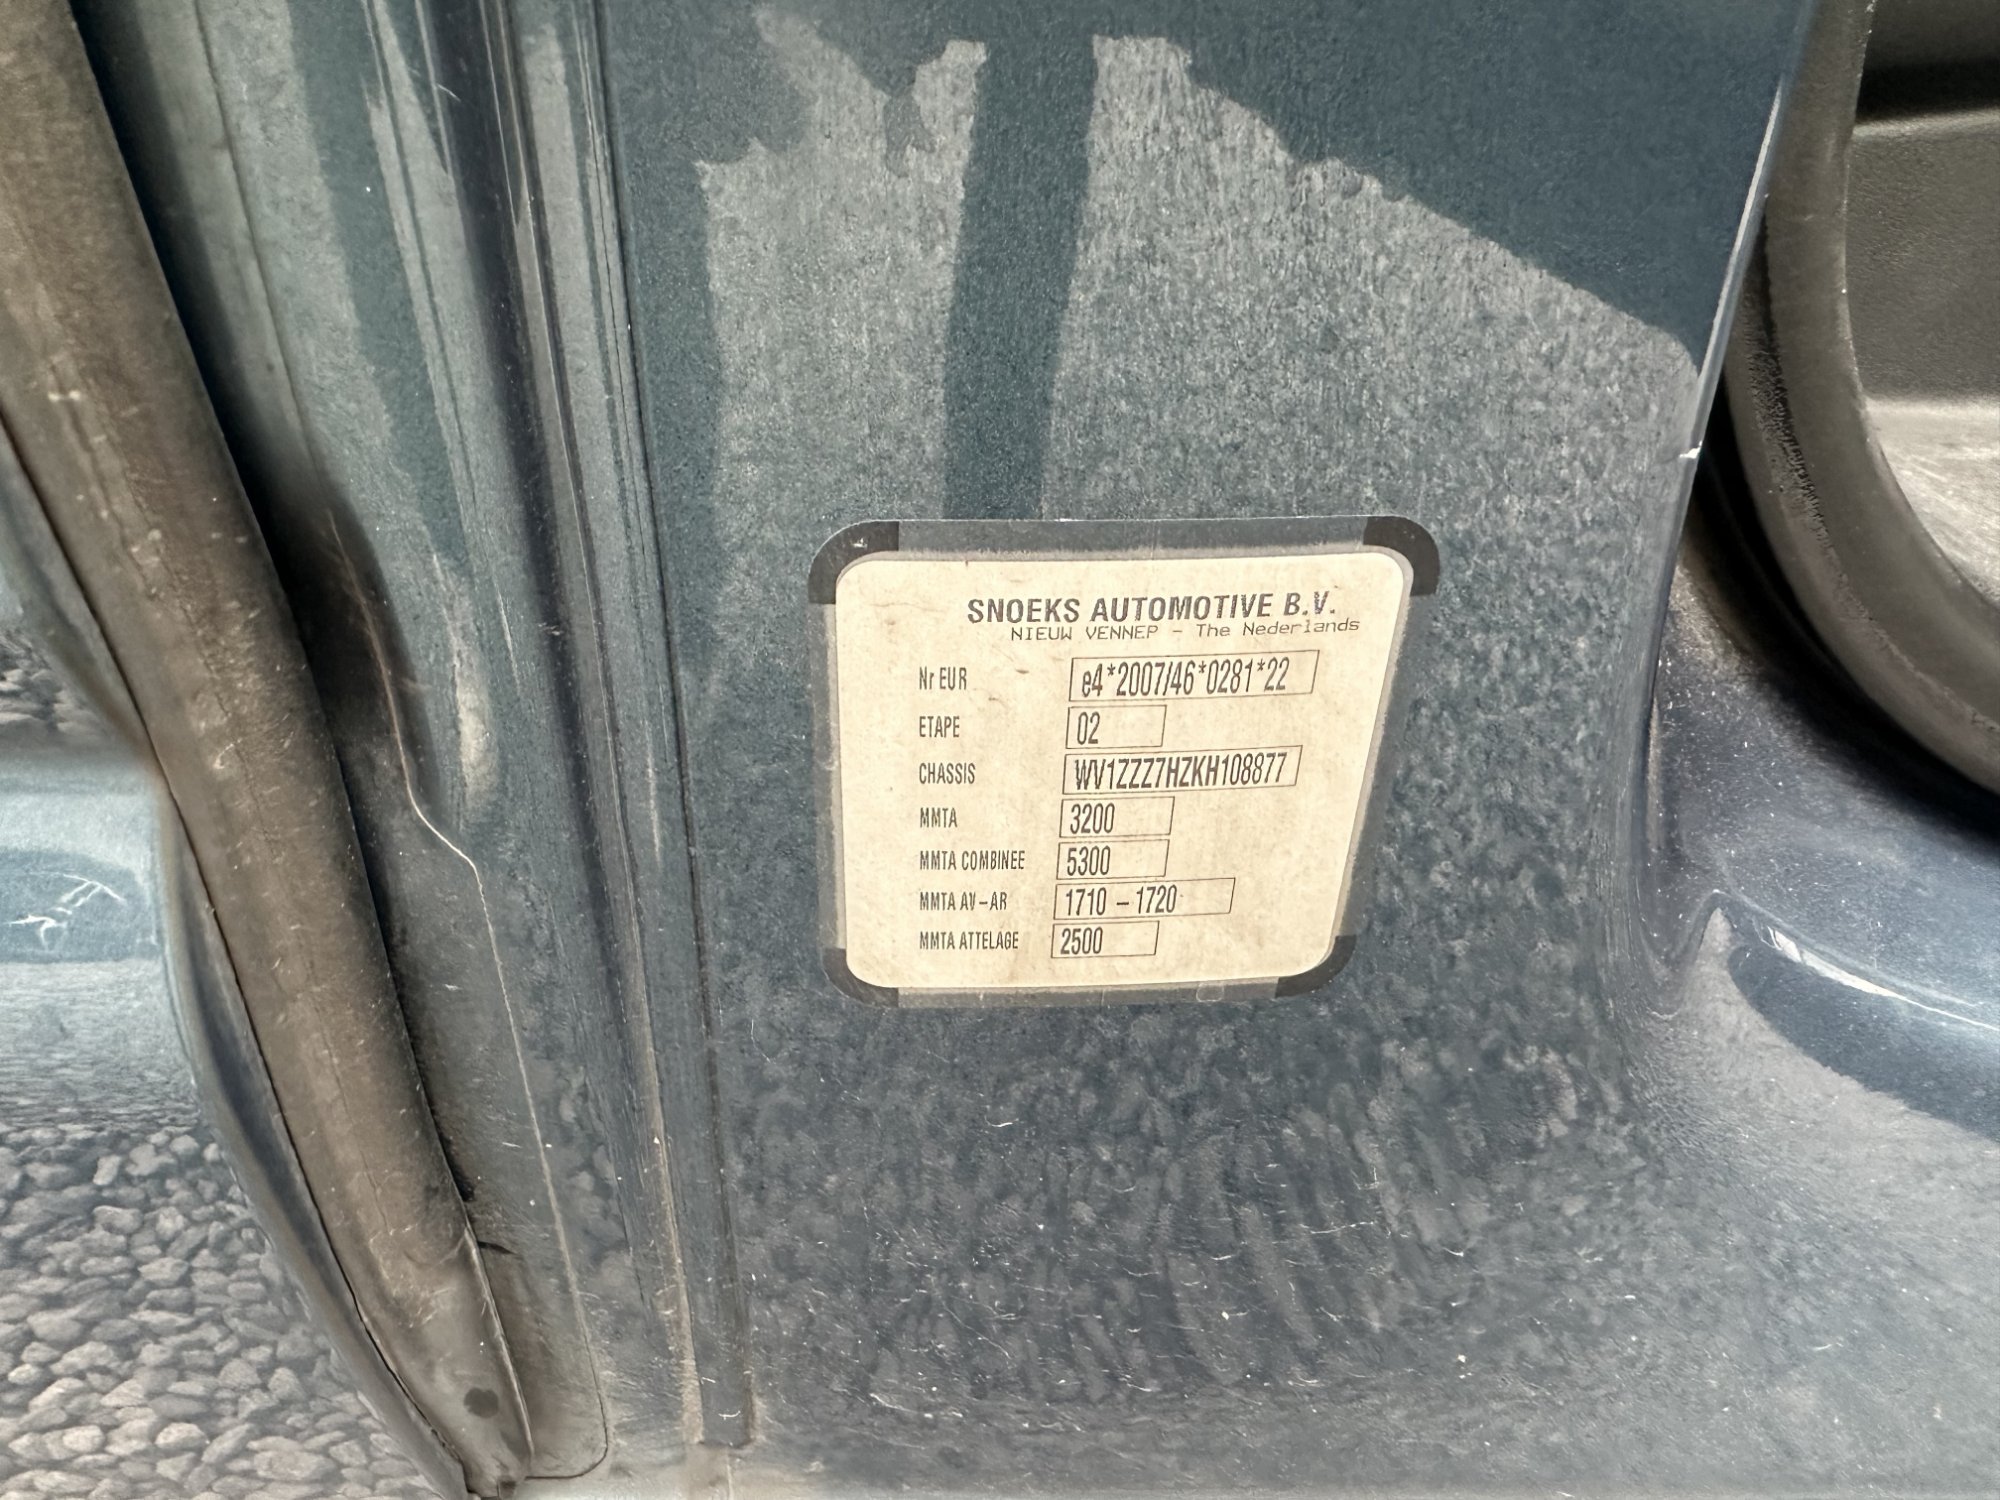 SNOEKS AUTOMOTIVE B.V.
NIEUW VENNEP - The Nederlands
Nr EUR e4*2007/46*0281*22
ETAPE 02
CHASSIS WV1ZZZ7HZKH108877
MMTA 3200
MMTA COMBINEE 5300
MMTA AV-AR 1710 - 1720
MMTA ATTELAGE 2500